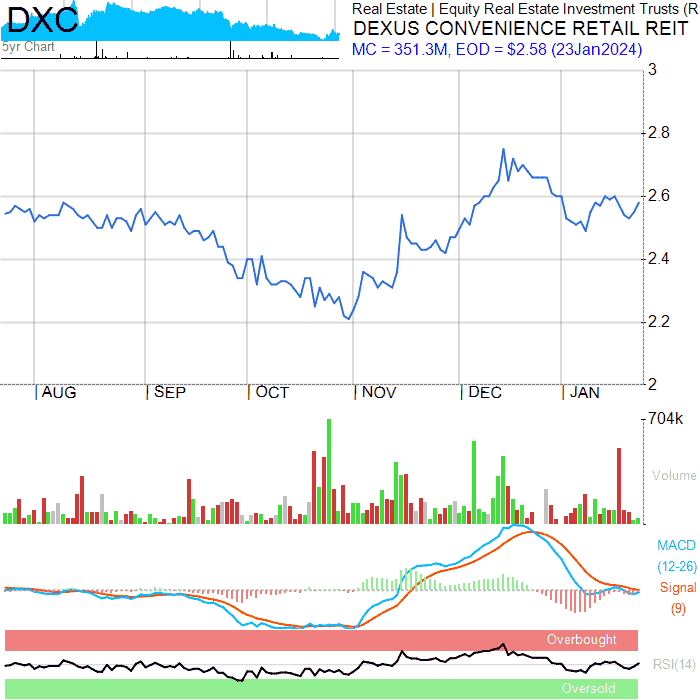 DXC
5yr Chart
Real Estate | Equity Real Estate Investment Trusts (R
DEXUS CONVENIENCE RETAIL REIT
MC = 351.3M, EOD = $2.58 (23Jan2024)
3
2.8
2.6
2.4
2.2
2
|AUG |SEP |OCT |NOV |DEC |JAN
704k
Volume
MACD
(12-26)
Signal
(9)
Overbought
RSI(14)
Oversold